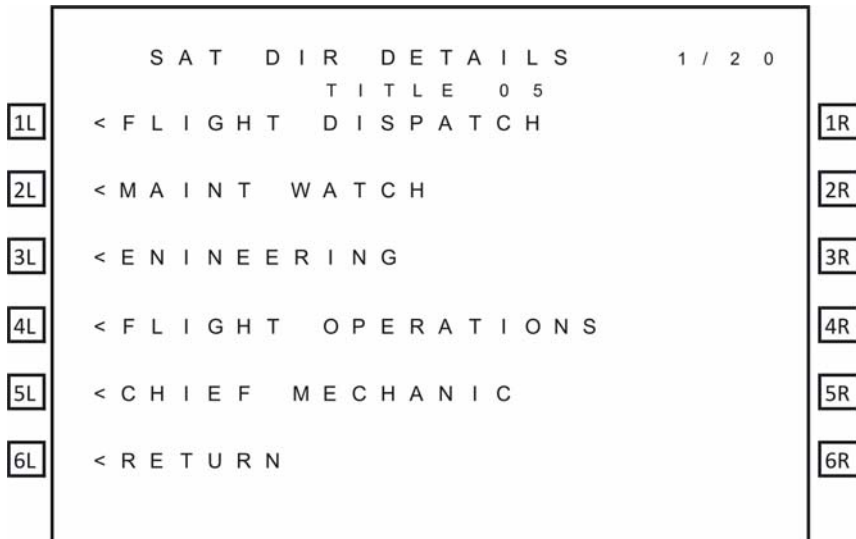 SAT DIR DETAILS 1/20
TITLE 05
1L <FLIGHT DISPATCH 1R
2L <MAINT WATCH 2R
3L <ENINEERING 3R
4L <FLIGHT OPERATIONS 4R
5L <CHIEF MECHANIC 5R
6L <RETURN 6R